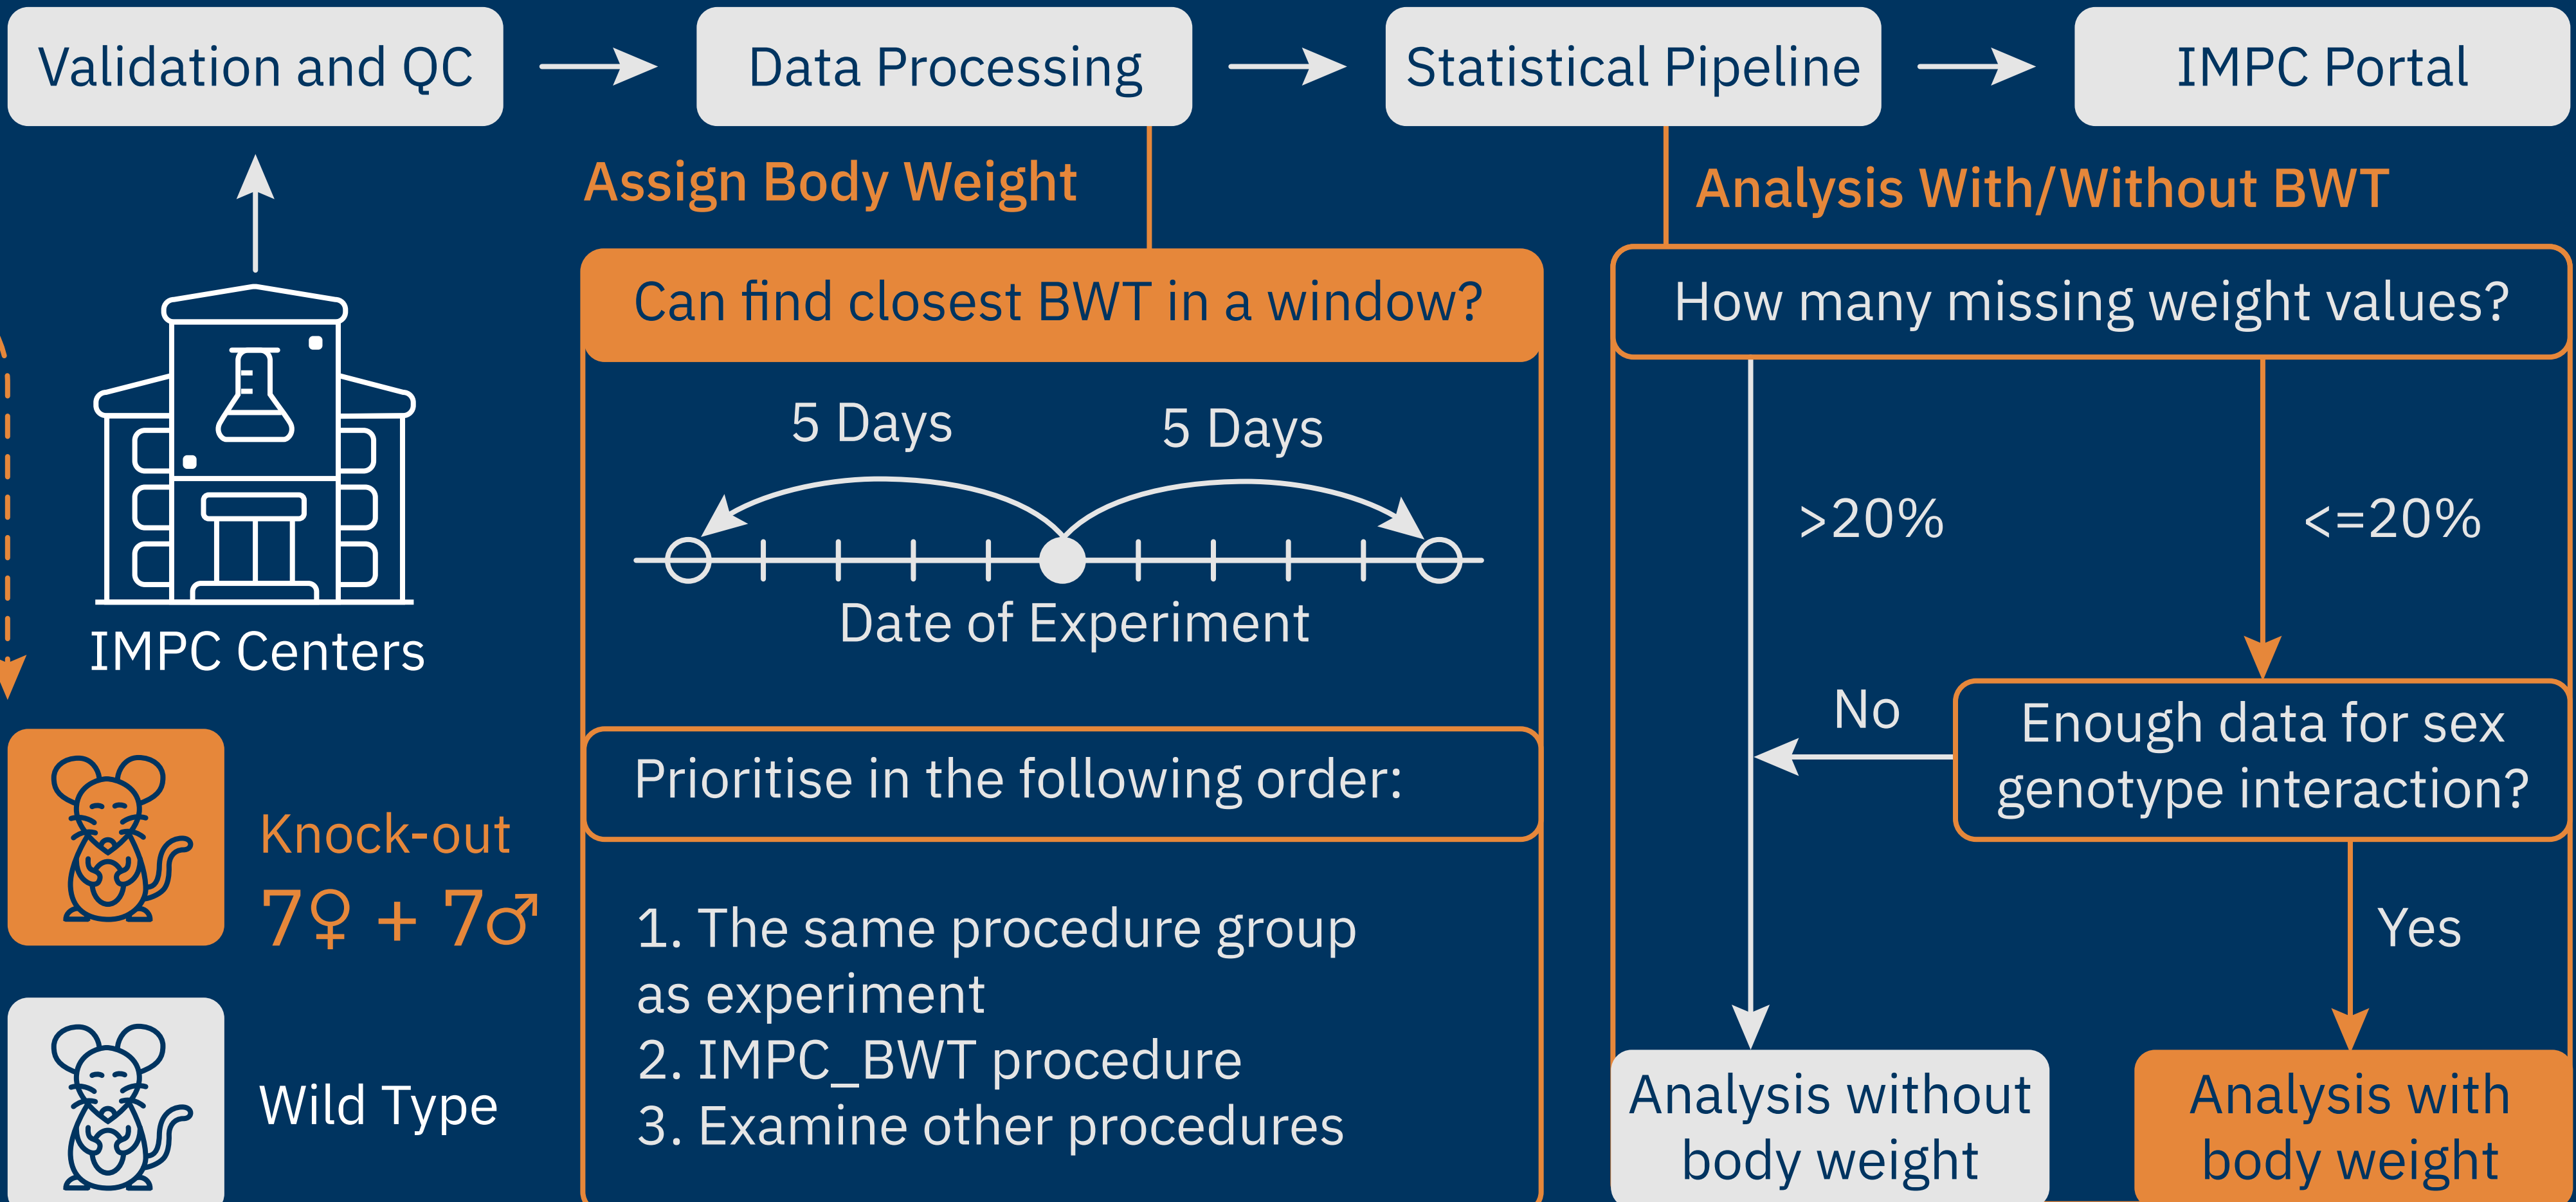 Validation and QC
Data Processing
Statistical Pipeline
IMPC Portal
IMPC Centers
Knock-out
7♀ + 7♂
Wild Type
Assign Body Weight
Can find closest BWT in a window?
5 Days
5 Days
Date of Experiment
Prioritise in the following order:
1. The same procedure group
as experiment
2. IMPC_BWT procedure
3. Examine other procedures
Analysis With/Without BWT
How many missing weight values?
>20%
<=20%
No
Enough data for sex
genotype interaction?
Yes
Analysis without
body weight
Analysis with
body weight